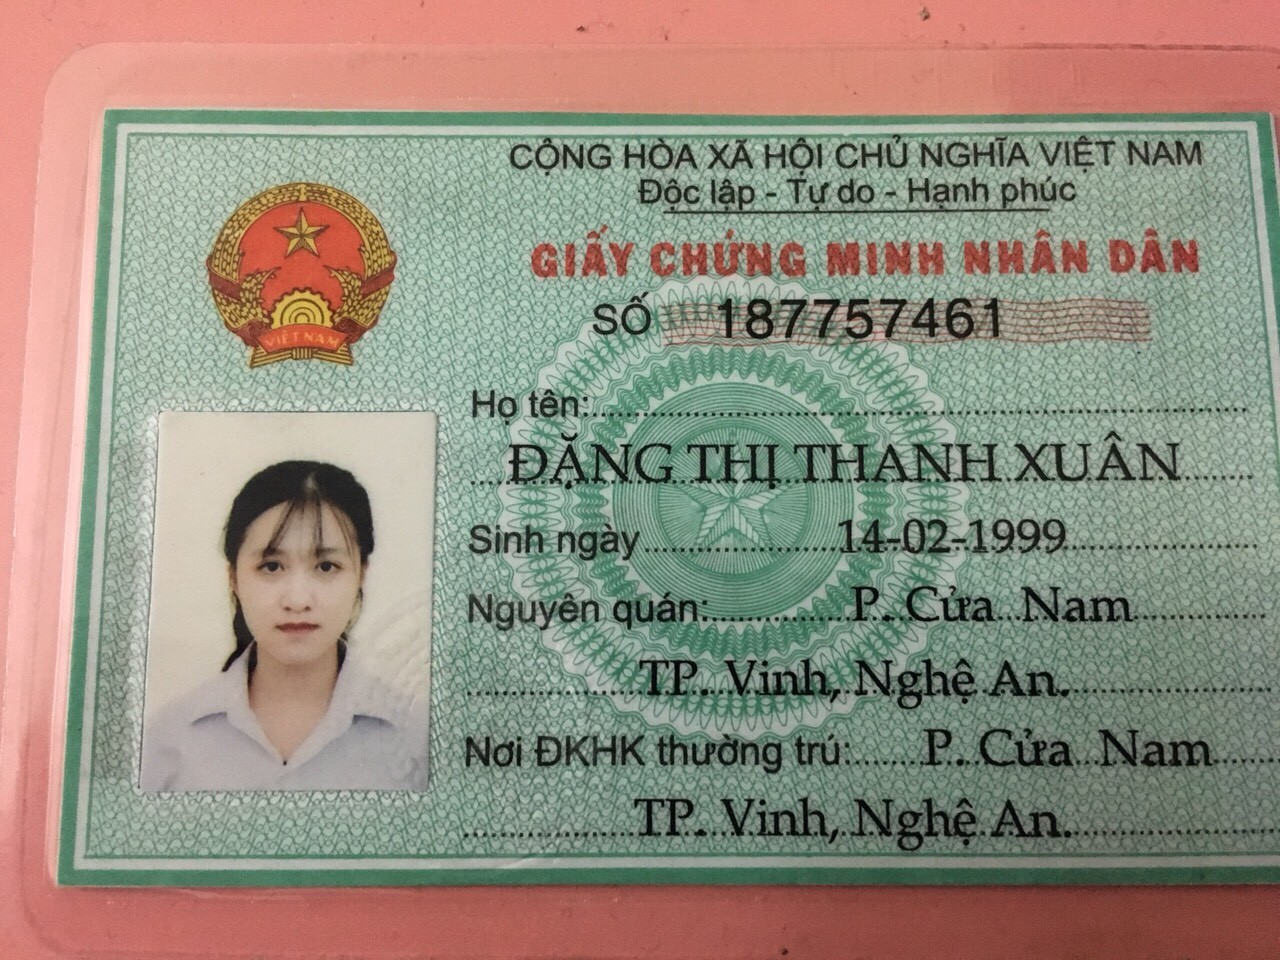 CỘNG HÒA XÃ HỘI CHỦ NGHĨA VIỆT NAM
Độc lập - Tự do - Hạnh phúc
GIẤY CHỨNG MINH NHÂN DÂN
SỐ 187757461
VIỆT NAM
Họ tên:
ĐẶNG THỊ THANH XUÂN
Sinh ngày 14-02-1999
Nguyên quán: P. Cửa Nam
TP. Vinh, Nghệ An.
Nơi ĐKHK thường trú: P. Cửa Nam
TP. Vinh, Nghệ An.